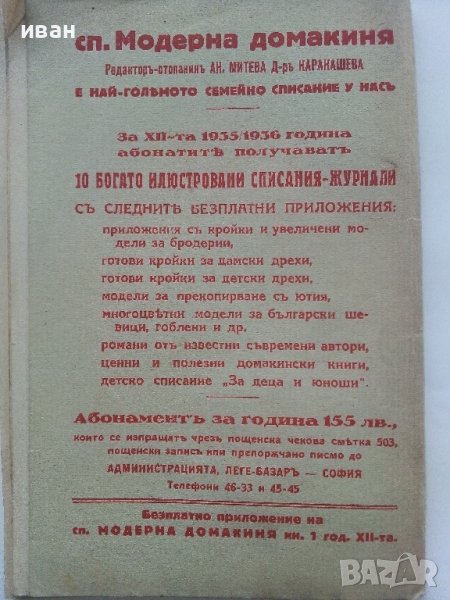 иван
сп. Модерна домакиня
Редакторъ-стопанинъ АН. МИТЕВА Д-ръ КАРАКАШЕВА
Е НАЙ-ГОЛѢМОТО СЕМЕЙНО СПИСАНИЕ У НАСЪ
За XII-та 1935/1936 година
абонатитѣ получаватъ
10 БОГАТО ИЛЮСТРОВАНИ СПИСАНИЯ-ЖУРНАЛИ
СЪ СЛЕДНИТѢ БЕЗПЛАТНИ ПРИЛОЖЕНИЯ:
приложения съ кройки и увеличени мо-
дели за бродерии,
готови кройки за дамски дрехи,
готови кройки за детски дрехи,
модели за прекопирване съ ютия,
многоцвѣтни модели за български ше-
вици, гоблени и др.
романи отъ известни съвремени автори,
ценни и полезни домакински книги,
детско списание „За деца и юноши".
Абонаментъ за година 155 лв.,
които се изпращатъ чрезъ пощенска чекова смѣтка 503,
пощенски записъ или препорѫчано писмо до
АДМИНИСТРАЦИЯТА, ЛЕГЕ-БАЗАРЪ — СОФИЯ
Телефони 46-33 и 45-45
Безплатно приложение на
сп. МОДЕРНА ДОМАКИНЯ кн. 1 год. XII-та.
BAZAR.BG